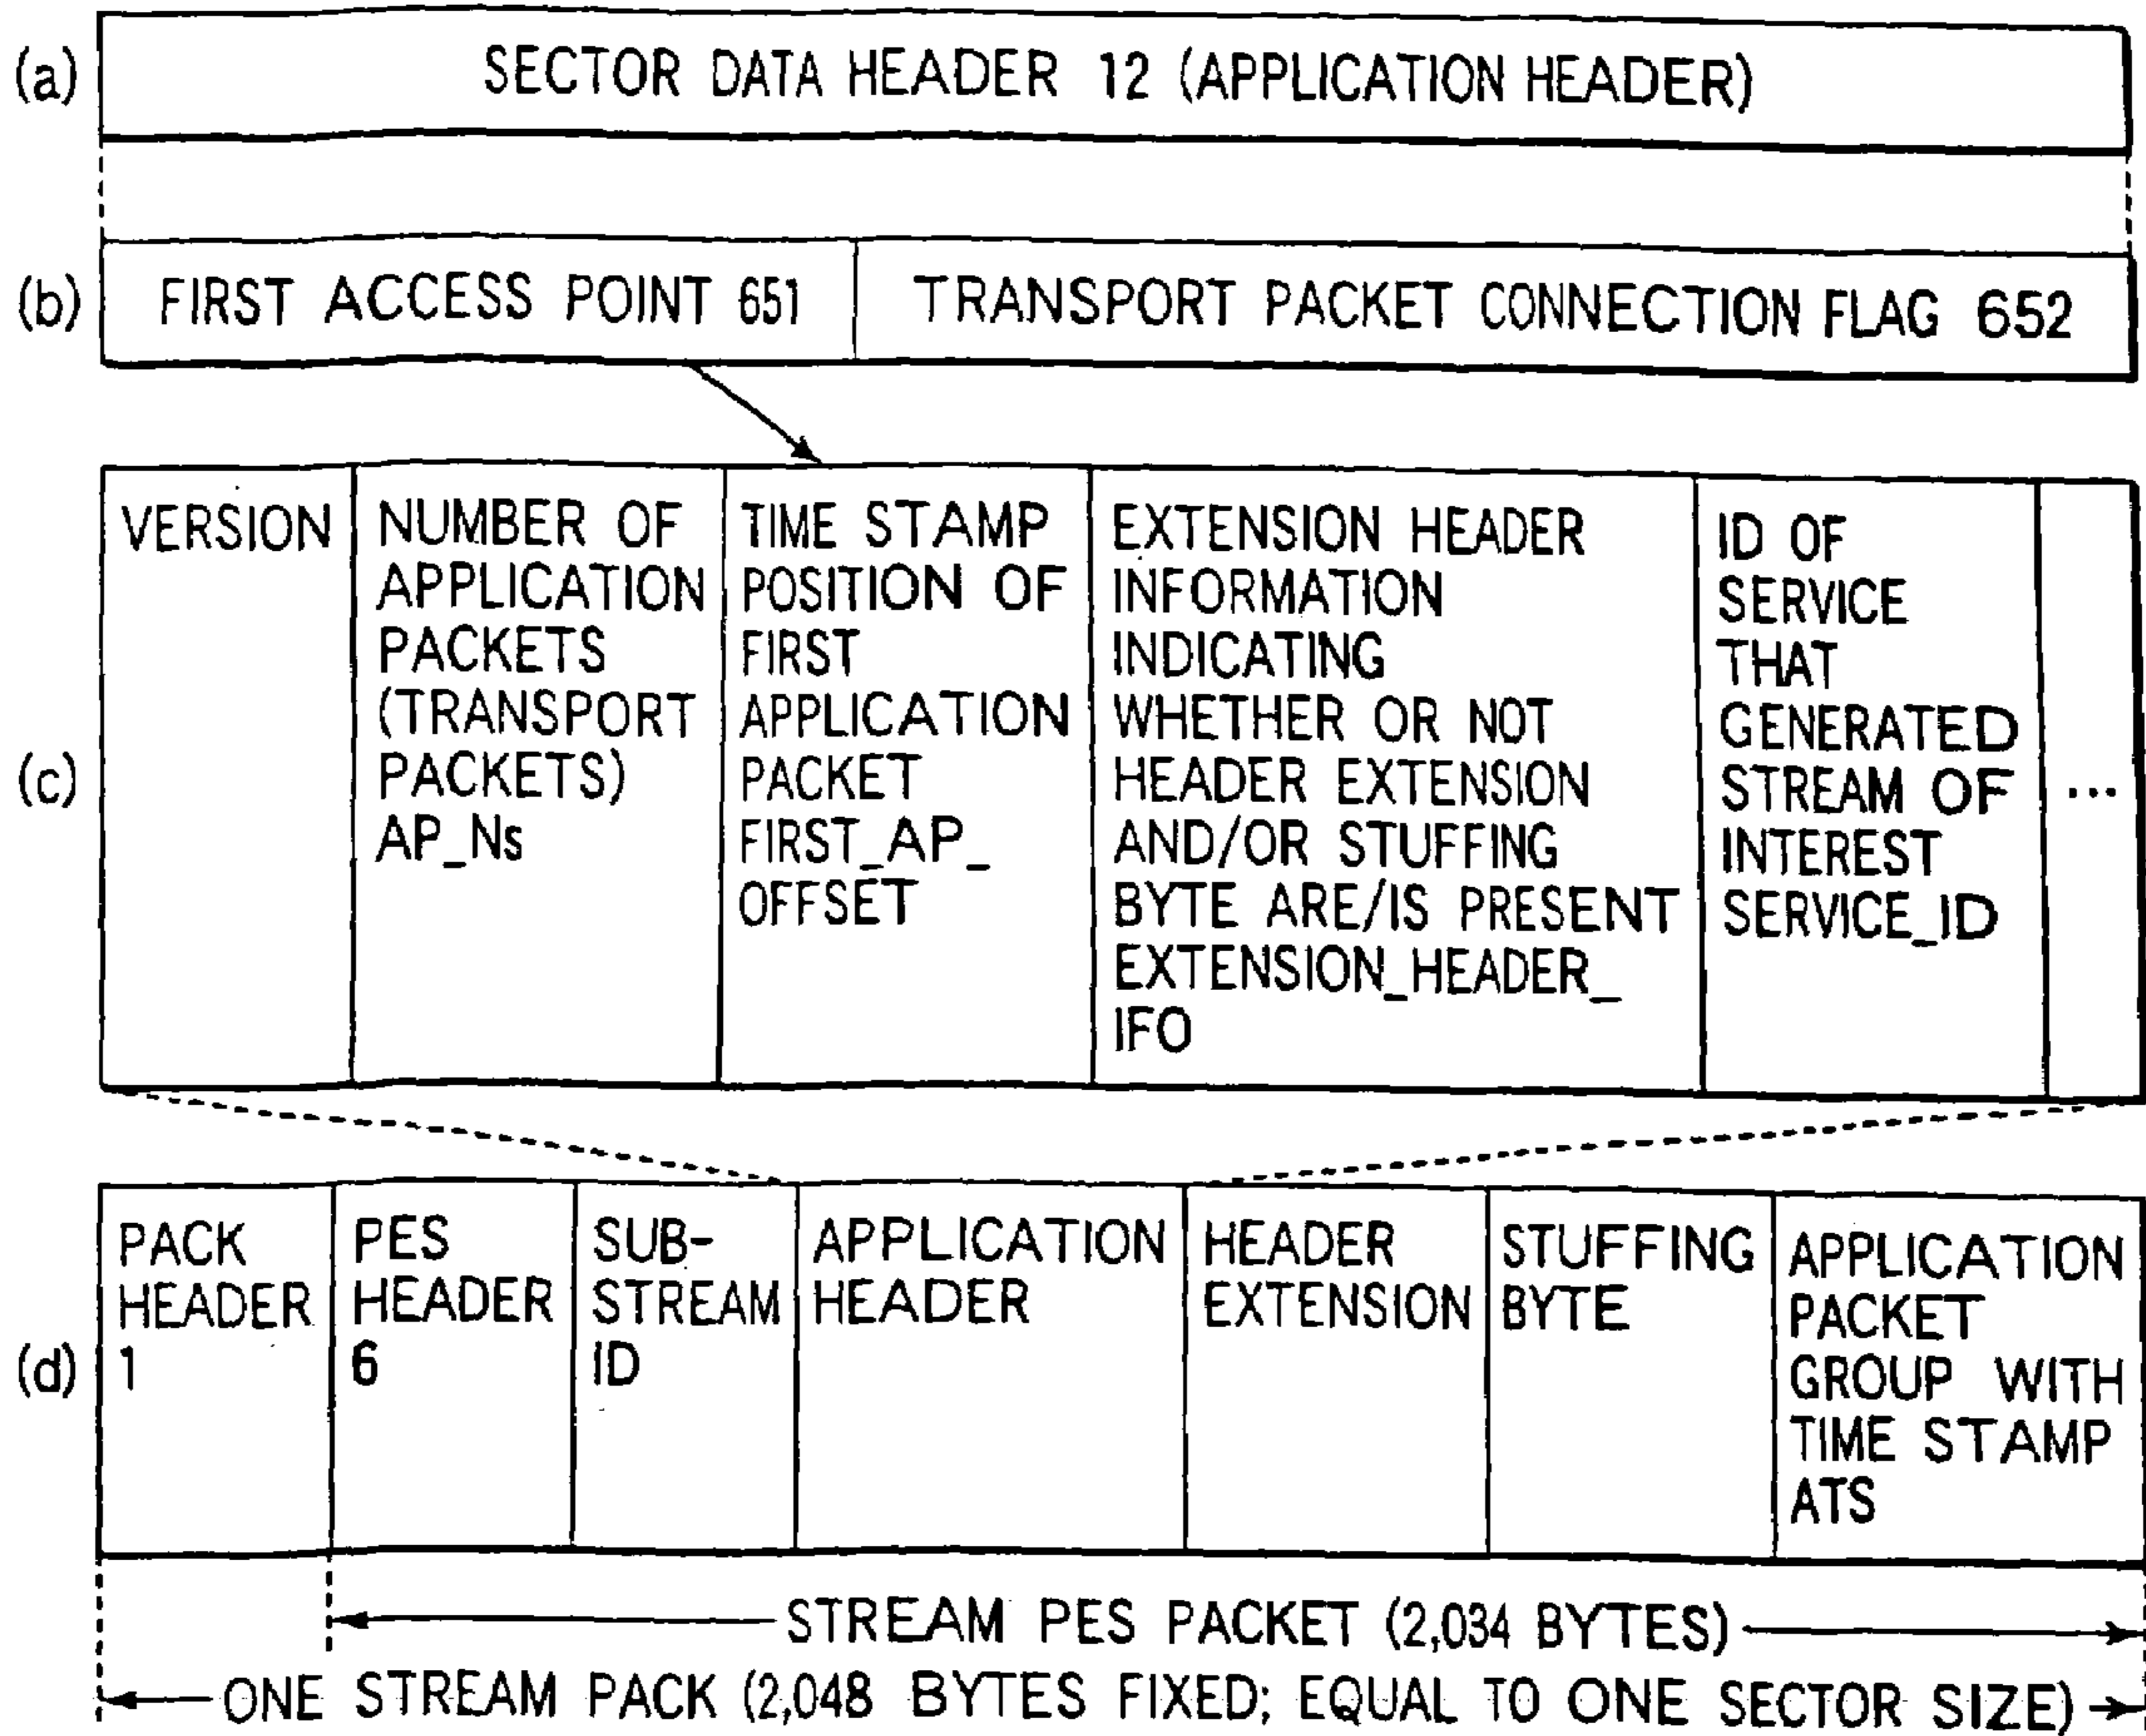 (a)
SECTOR DATA HEADER 12 (APPLICATION HEADER)
(b)
FIRST ACCESS POINT 651
TRANSPORT PACKET CONNECTION FLAG 652
(c)
VERSION
NUMBER OF
APPLICATION
PACKETS
(TRANSPORT
PACKETS)
AP_Ns
TIME STAMP
POSITION OF
FIRST
APPLICATION
PACKET
FIRST_AP_
OFFSET
EXTENSION HEADER
INFORMATION
INDICATING
WHETHER OR NOT
HEADER EXTENSION
AND/OR STUFFING
BYTE ARE/IS PRESENT
EXTENSION_HEADER_
IFO
ID OF
SERVICE
THAT
GENERATED
STREAM OF
INTEREST
SERVICE_ID
...
(d)
PACK
HEADER
1
PES
HEADER
6
SUB-
STREAM
ID
APPLICATION
HEADER
HEADER
EXTENSION
STUFFING
BYTE
APPLICATION
PACKET
GROUP WITH
TIME STAMP
ATS
STREAM PES PACKET (2,034 BYTES)
ONE STREAM PACK (2,048 BYTES FIXED; EQUAL TO ONE SECTOR SIZE)